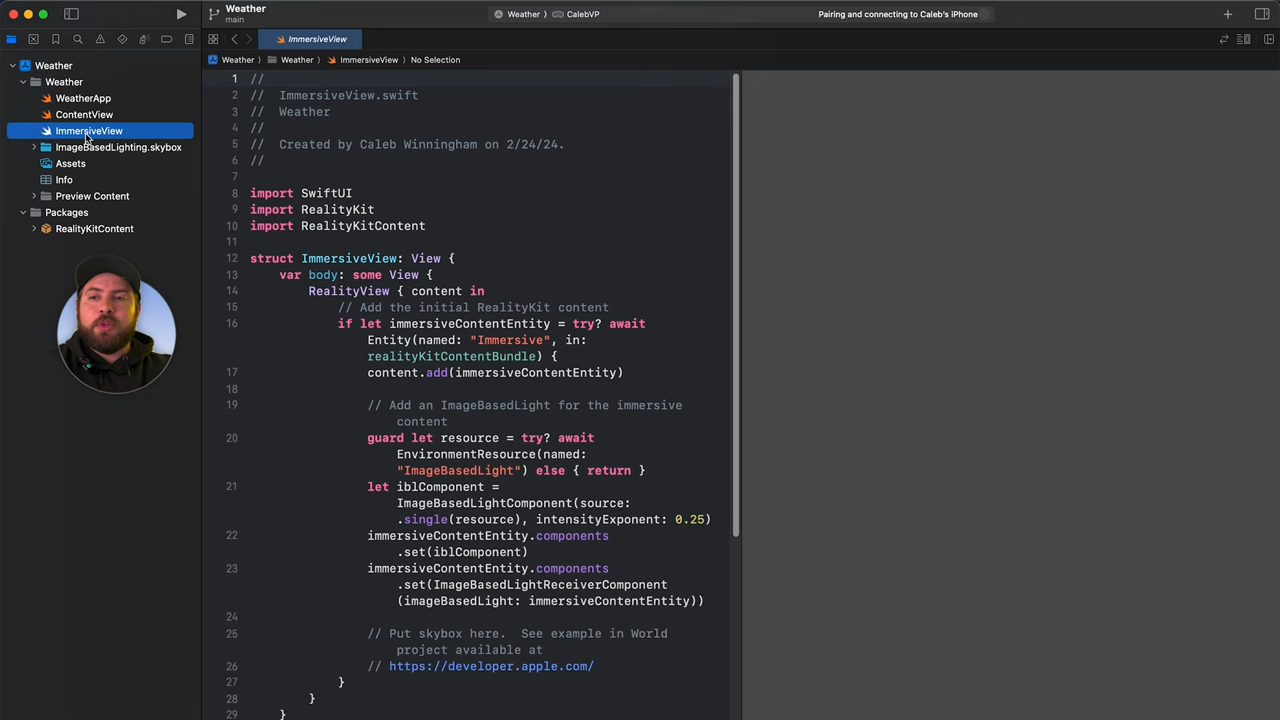 Weather
main
Weather
CalebVP
Pairing and connecting to Caleb's iPhone
ImmersiveView
Weather
Weather
ImmersiveView
No Selection
Weather
Weather
WeatherApp
ContentView
ImmersiveView
ImageBasedLighting.skybox
Assets
Info
Preview Content
Packages
RealityKitContent
1 //
2 // ImmersiveView.swift
3 // Weather
4 //
5 // Created by Caleb Winningham on 2/24/24.
6 //
7
8 import SwiftUI
9 import RealityKit
10 import RealityKitContent
11
12 struct ImmersiveView: View {
13 var body: some View {
14 RealityView { content in
15 // Add the initial RealityKit content
16 if let immersiveContentEntity = try? await
Entity(named: "Immersive", in:
realityKitContentBundle) {
17 content.add(immersiveContentEntity)
18
19 // Add an ImageBasedLight for the immersive
content
20 guard let resource = try? await
EnvironmentResource(named:
"ImageBasedLight") else { return }
21 let iblComponent =
ImageBasedLightComponent(source:
.single(resource), intensityExponent: 0.25)
22 immersiveContentEntity.components
.set(iblComponent)
23 immersiveContentEntity.components
.set(ImageBasedLightReceiverComponent
(imageBasedLight: immersiveContentEntity))
24
25 // Put skybox here.  See example in World
project available at
26 // https://developer.apple.com/
27 }
28 }
29 }